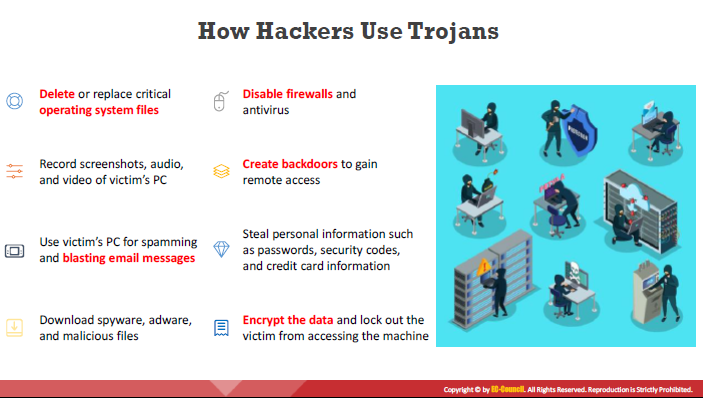 How Hackers Use Trojans
Delete or replace critical
operating system files
Disable firewalls and
antivirus
Record screenshots, audio,
and video of victim's PC
Create backdoors to gain
remote access
Use victim's PC for spamming
and blasting email messages
Steal personal information such
as passwords, security codes,
and credit card information
Download spyware, adware,
and malicious files
Encrypt the data and lock out the
victim from accessing the machine
Copyright © by EC-Council. All Rights Reserved. Reproduction is Strictly Prohibited.